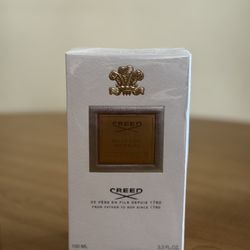 CREED
CREED
DE PÈRE EN FILS DEPUIS 1760
FROM FATHER TO SON SINCE 1760
100 ML
3.3 FL.OZ